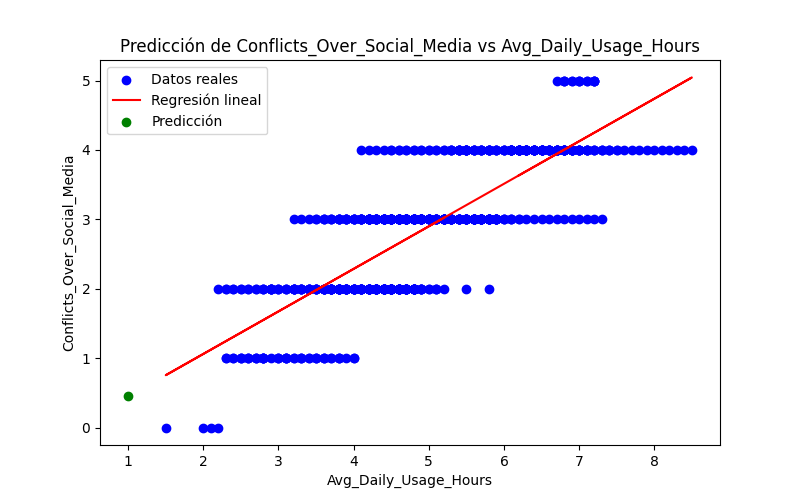 Predicción de Conflicts_Over_Social_Media vs Avg_Daily_Usage_Hours
Datos reales
Regresión lineal
Predicción
Conflicts_Over_Social_Media
5
4
3
2
1
0
1 2 3 4 5 6 7 8
Avg_Daily_Usage_Hours